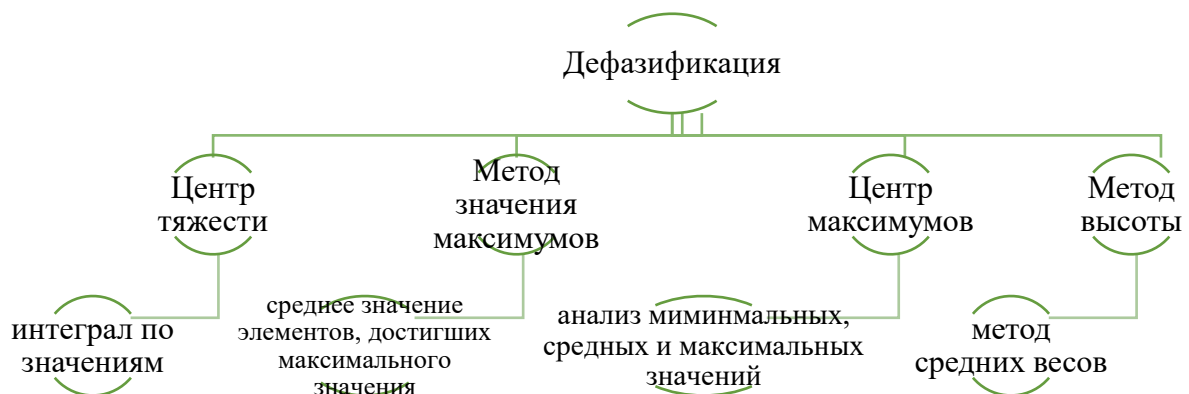 Дефазификация
Центр
тяжести
Метод
значения
максимумов
Центр
максимумов
Метод
высоты
интеграл по
значениям
среднее значение
элементов, достигших
максимального
значения
анализ миминмальных,
средных и максимальных
значений
метод
средних весов